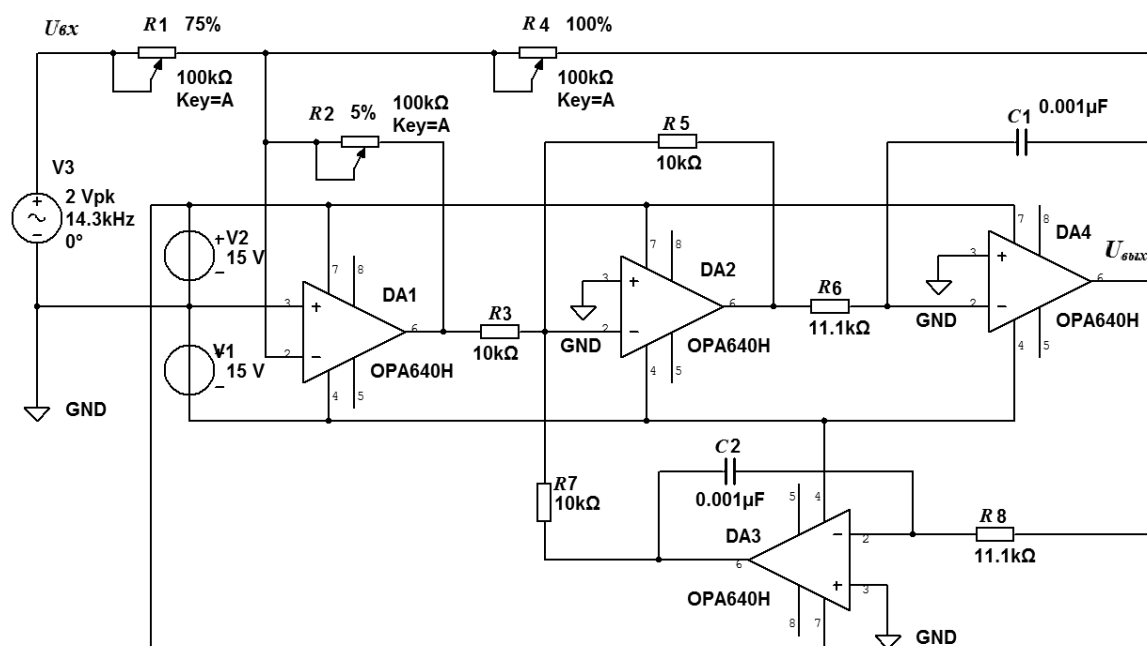 Uвх
R1 75%
100kΩ
Key=A
R4 100%
100kΩ
Key=A
R2 5%
100kΩ
Key=A
R5
10kΩ
C1
0.001µF
V3
2 Vpk
14.3kHz
0°
V2
15 V
V1
15 V
GND
3
2
7
8
6
4
5
DA1
OPA640H
R3
10kΩ
GND
3
2
7
8
6
4
5
DA2
OPA640H
R6
11.1kΩ
GND
3
2
7
8
6
4
5
DA4
OPA640H
Uвых
R7
10kΩ
C2
0.001µF
DA3
OPA640H
5
4
2
6
3
8
7
R8
11.1kΩ
GND